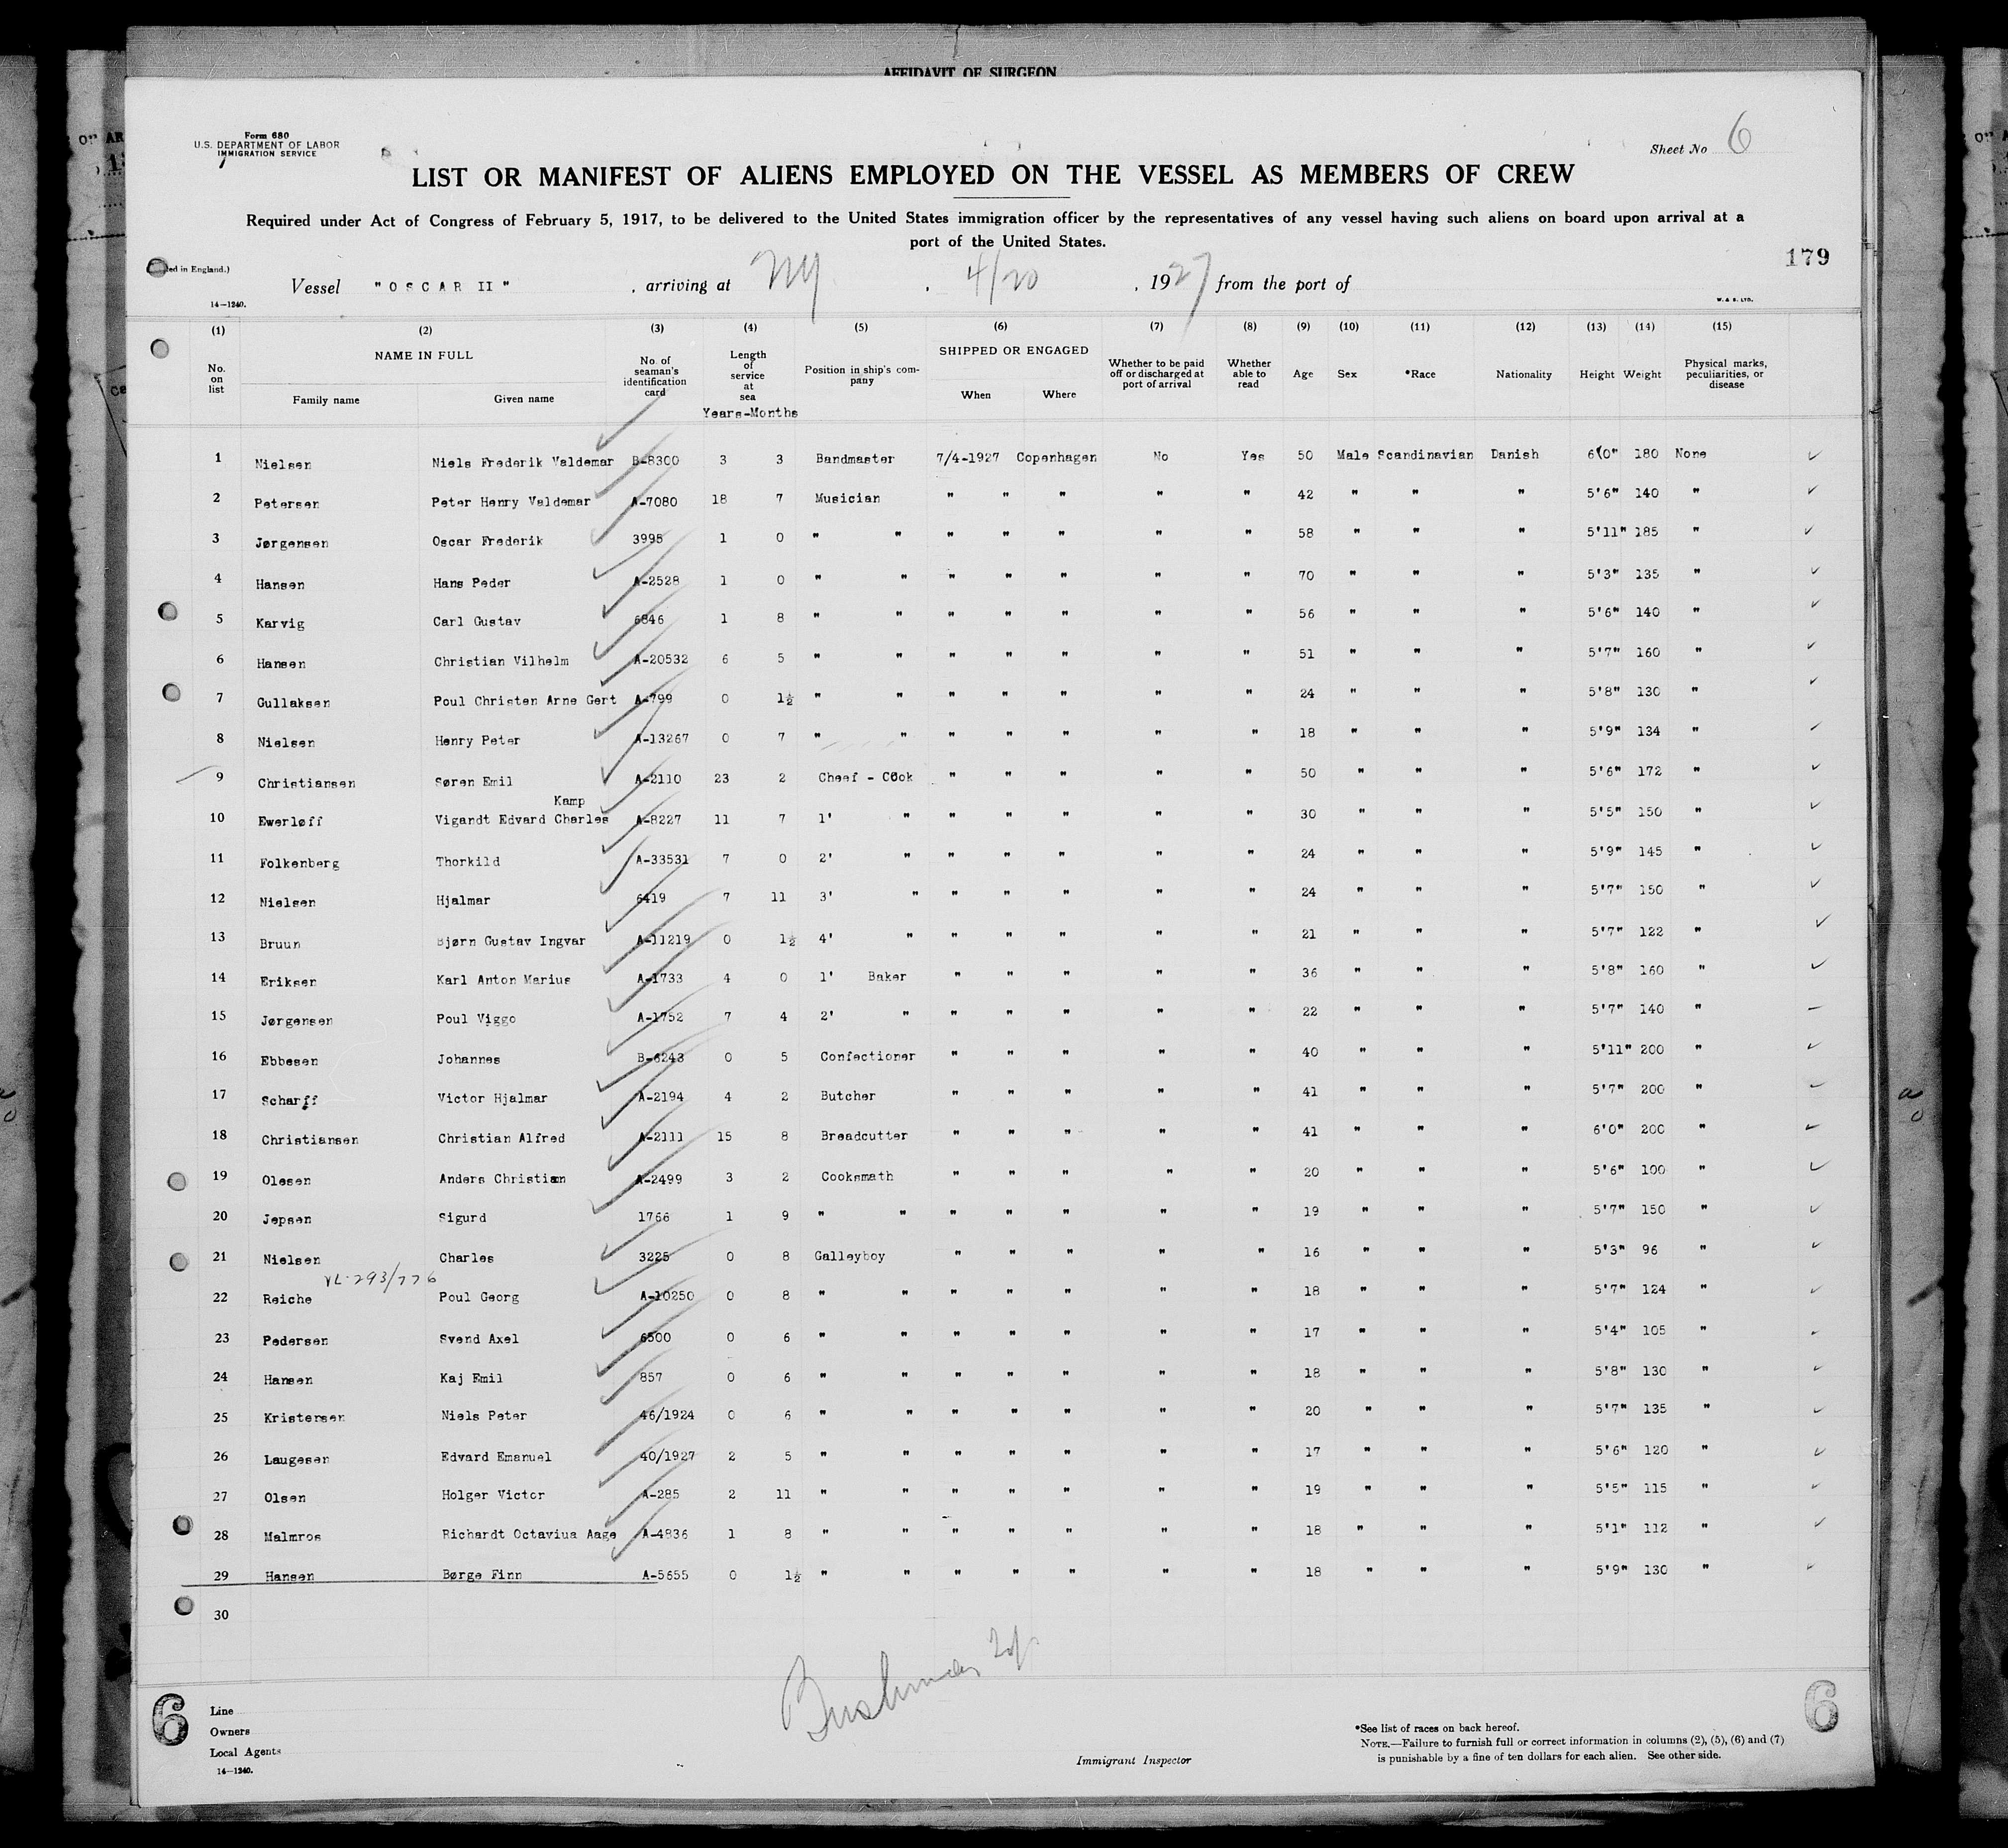 AFFIDAVIT OF SURGEON
Form 680
U.S. DEPARTMENT OF LABOR
IMMIGRATION SERVICE
Sheet No 6
LIST OR MANIFEST OF ALIENS EMPLOYED ON THE VESSEL AS MEMBERS OF CREW
Required under Act of Congress of February 5, 1917, to be delivered to the United States immigration officer by the representatives of any vessel having such aliens on board upon arrival at a
port of the United States.
179
ed in England.)
Vessel "OSCAR II", arriving at NY, 4/20, 1927 from the port of
14—1240.
W. & S. LTD.
(1) (2) (3) (4) (5) (6) (7) (8) (9) (10) (11) (12) (13) (14) (15)
No. on list
NAME IN FULL
Family name Given name
No. of seaman's identification card
Length of service at sea
Years-Months
Position in ship's company
SHIPPED OR ENGAGED
When Where
Whether to be paid off or discharged at port of arrival
Whether able to read
Age Sex *Race Nationality Height Weight
Physical marks, peculiarities, or disease
1 Nielsen Niels Frederik Valdemar B-8300 3 3 Bandmaster 7/4-1927 Copenhagen No Yes 50 Male Scandinavian Danish 6'0" 180 None
2 Petersen Peter Henry Valdemar A-7080 18 7 Musician " " " " " 42 " " " 5'6" 140 "
3 Jørgensen Oscar Frederik 3995 1 0 " " " " " " " 58 " " " 5'11" 185 "
4 Hansen Hans Peder A-2528 1 0 " " " " " " " 70 " " " 5'3" 135 "
5 Karvig Carl Gustav 6846 1 8 " " " " " " " 56 " " " 5'6" 140 "
6 Hansen Christian Vilhelm A-20532 6 5 " " " " " " " 51 " " " 5'7" 160 "
7 Gullaksen Poul Christen Arne Gert A-799 0 1½ " " " " " " " 24 " " " 5'8" 130 "
8 Nielsen Henry Peter A-13267 0 7 " " " " " " " 18 " " " 5'9" 134 "
9 Christiansen Søren Emil A-2110 23 2 Cheef - Cook " " " " " 50 " " " 5'6" 172 "
Kamp
10 Ewerløff Vigandt Edvard Charles A-8227 11 7 1' " " " " " " 30 " " " 5'5" 150 "
11 Folkenberg Thorkild A-33531 7 0 2' " " " " " " 24 " " " 5'9" 145 "
12 Nielsen Hjalmar 6419 7 11 3' " " " " " " 24 " " " 5'7" 150 "
13 Bruun Bjørn Gustav Ingvar A-11219 0 1½ 4' " " " " " " 21 " " " 5'7" 122 "
14 Eriksen Karl Anton Marius A-1733 4 0 1' Baker " " " " " 36 " " " 5'8" 160 "
15 Jørgensen Poul Viggo A-1752 7 4 2' " " " " " " 22 " " " 5'7" 140 "
16 Ebbesen Johannes B-6243 0 5 Confectioner " " " " " 40 " " " 5'11" 200 "
17 Scharff Victor Hjalmar A-2194 4 2 Butcher " " " " " 41 " " " 5'7" 200 "
18 Christiansen Christian Alfred A-2111 15 8 Breadcutter " " " " " 41 " " " 6'0" 200 "
19 Olesen Anders Christian A-2499 3 2 Cooksmath " " " " " 20 " " " 5'6" 100 "
20 Jepsen Sigurd 1766 1 9 " " " " " " " 19 " " " 5'7" 150 "
21 Nielsen Charles 3225 0 8 Galleyboy " " " " " 16 " " " 5'3" 96 "
VL-293/776
22 Reiche Poul Georg A-10250 0 8 " " " " " " " 18 " " " 5'7" 124 "
23 Pedersen Svend Axel 6500 0 6 " " " " " " " 17 " " " 5'4" 105 "
24 Hansen Kaj Emil 857 0 6 " " " " " " " 18 " " " 5'8" 130 "
25 Kristensen Niels Peter 46/1924 0 6 " " " " " " " 20 " " " 5'7" 135 "
26 Laugesen Edvard Emanuel 40/1927 2 5 " " " " " " " 17 " " " 5'6" 120 "
27 Olsen Holger Victor A-285 2 11 " " " " " " " 19 " " " 5'5" 115 "
28 Malmros Richardt Octavius Aage A-4836 1 8 " " " " " " " 18 " " " 5'1" 112 "
29 Hansen Børge Finn A-5655 0 1½ " " " " " " " 18 " " " 5'9" 130 "
30
6
Line
Owners
Local Agents
14—1240.
Immigrant Inspector
*See list of races on back hereof.
NOTE.—Failure to furnish full or correct information in columns (2), (5), (6) and (7)
is punishable by a fine of ten dollars for each alien. See other side.
6